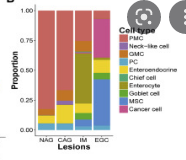 B
1.00
0.75
0.50
0.25
0.00
Proportion
NAG CAG IM EGC
Lesions
Cell type
PMC
Neck-like cell
GMC
PC
Enteroendocrine
Chief cell
Enterocyte
Goblet cell
MSC
Cancer cell